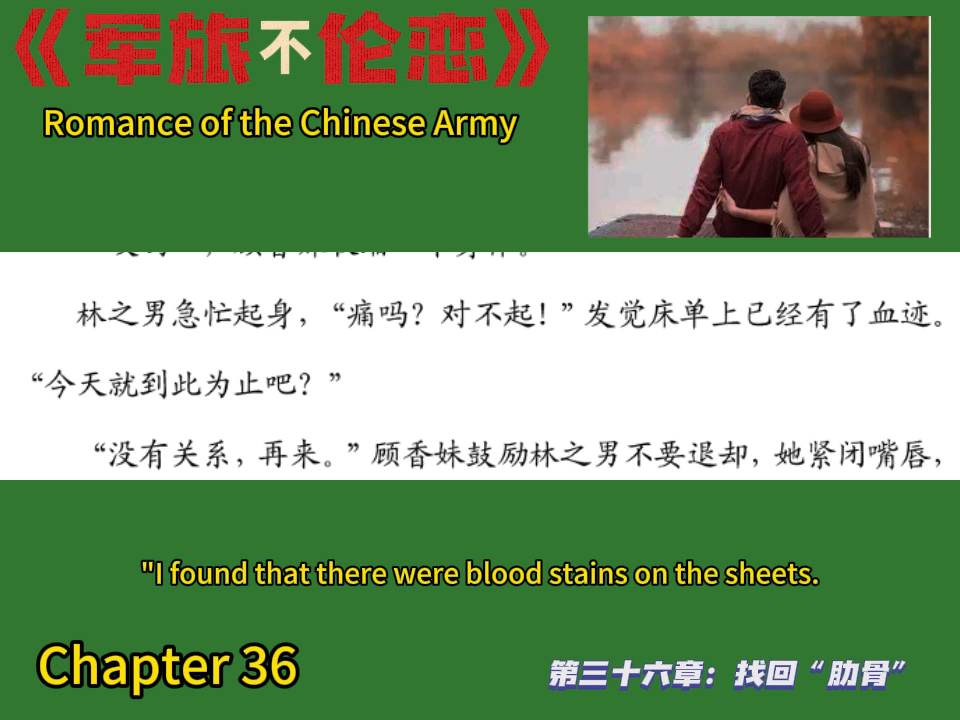 《军旅不伦恋》
Romance of the Chinese Army
林之男急忙起身，“痛吗？对不起！”发觉床单上已经有了血迹。
“今天就到此为止吧？”
“没有关系，再来。”顾香妹鼓励林之男不要退却，她紧闭嘴唇，
"I found that there were blood stains on the sheets.
Chapter 36
第三十六章：找回“肋骨”